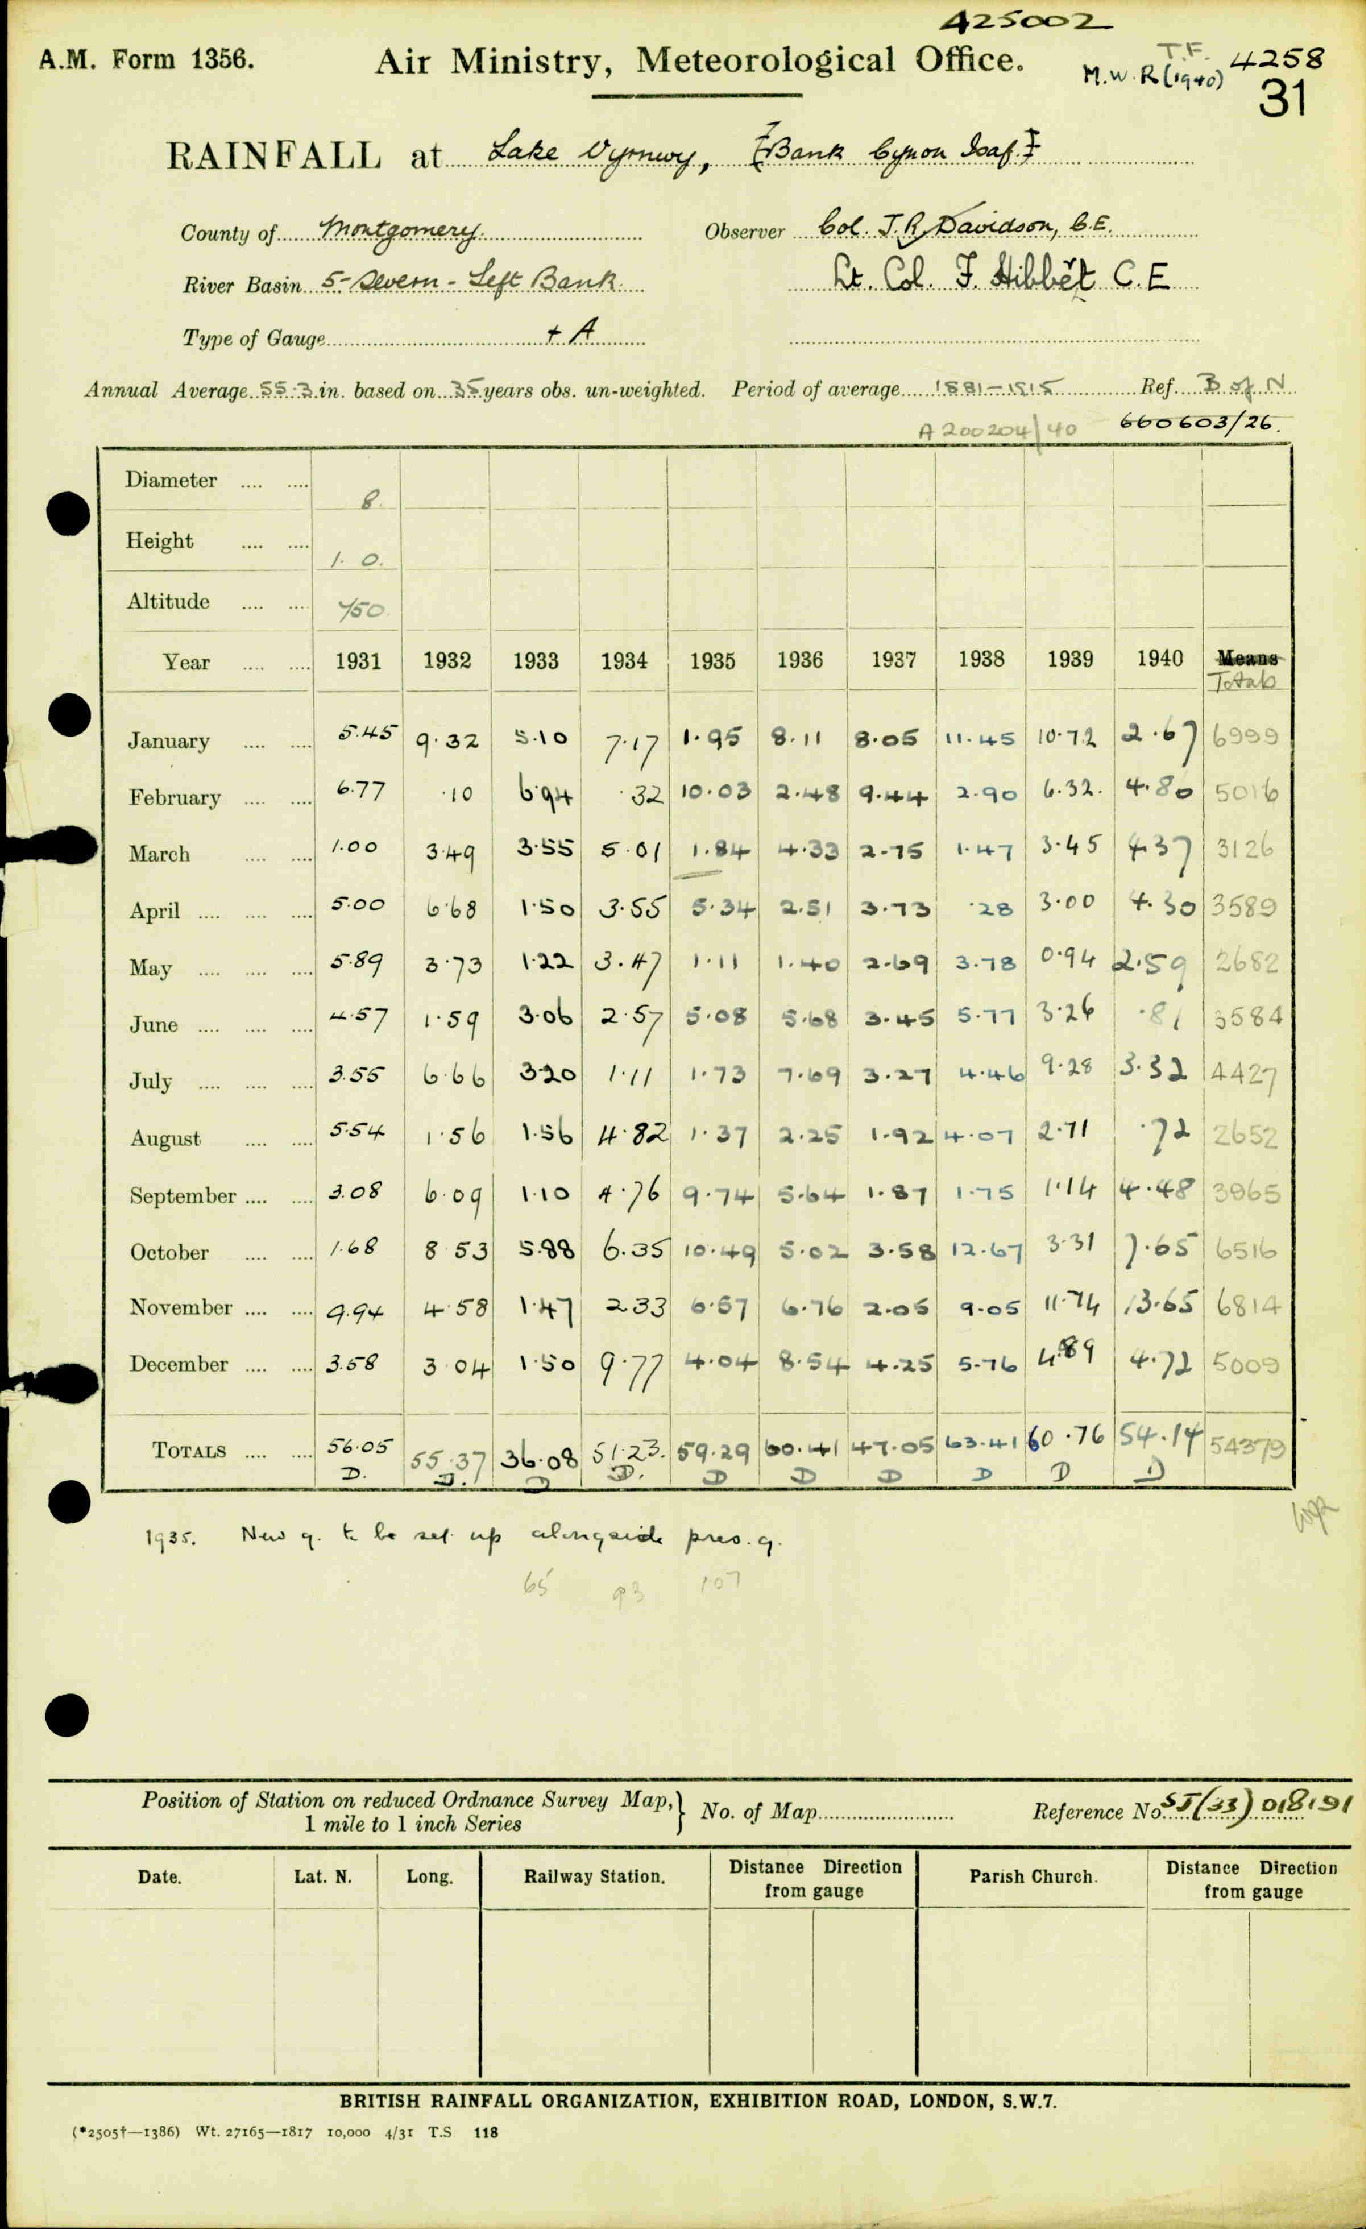 425002
A.M. Form 1356. Air Ministry, Meteorological Office. T.F. 4258
M.W.R (1940) 31
RAINFALL at Lake Vyrnwy, [Bank Cynon Isaf.]
County of Montgomery. Observer Col. J.R. Davidson, C.E.
River Basin 5-Severn - Left Bank. Lt. Col. F. Hibbert C.E
Type of Gauge + A
Annual Average 55.3 in. based on 35 years obs. un-weighted. Period of average 1881-1915 Ref. B of N
A 200204/40 660603/26.
Diameter .... .... 8.
Height .... .... 1. 0.
Altitude .... .... 750
Year .... .... 1931 1932 1933 1934 1935 1936 1937 1938 1939 1940 Means
Totals
January .... .... 5.45 9.32 5.10 7.17 1.95 8.11 8.05 11.45 10.72 2.67 6999
February .... .... 6.77 .10 6.94 .32 10.03 2.48 9.44 2.90 6.32. 4.86 5016
March .... .... 1.00 3.49 3.55 5.01 1.84 4.33 2.75 1.47 3.45 4.37 3126
April .... .... .... 5.00 6.68 1.50 3.55 5.34 2.51 3.73 .28 3.00 4.30 3589
May .... .... .... 5.89 3.73 1.22 3.47 1.11 1.40 2.69 3.78 0.94 2.59 2682
June .... .... .... 4.57 1.59 3.06 2.57 5.08 5.68 3.45 5.77 3.26 .81 3584
July .... .... .... 3.55 6.66 3.20 1.11 1.73 7.69 3.27 4.46 9.28 3.32 4427
August .... .... 5.54 1.56 1.56 4.82 1.37 2.25 1.92 4.07 2.71 .72 2652
September .... .... 3.08 6.09 1.10 4.76 9.74 5.64 1.87 1.75 1.14 4.48 3965
October .... .... 1.68 8 53 5.88 6.35 10.49 5.02 3.58 12.67 3.31 7.65 6516
November .... .... 9.94 4.58 1.47 2.33 6.57 6.76 2.05 9.05 11.74 13.65 6814
December .... .... 3.58 3 04 1.50 9.77 4.04 8.54 4.25 5.76 4.89 4.72 5009
TOTALS .... .... 56.05 55.37 36.08 51.23. 59.29 60.41 47.05 63.41 60.76 54.14 54379
D. D. D D. D D D D D D
1935. New g. to be set up alongside pres. g.
65 93 107
Position of Station on reduced Ordnance Survey Map, 1 mile to 1 inch Series } No. of Map Reference No SJ(33) 018191
Date. Lat. N. Long. Railway Station. Distance Direction from gauge Parish Church. Distance Direction from gauge
BRITISH RAINFALL ORGANIZATION, EXHIBITION ROAD, LONDON, S.W.7.
(*2505†—1386) Wt. 27165—1817 10,000 4/31 T.S 118